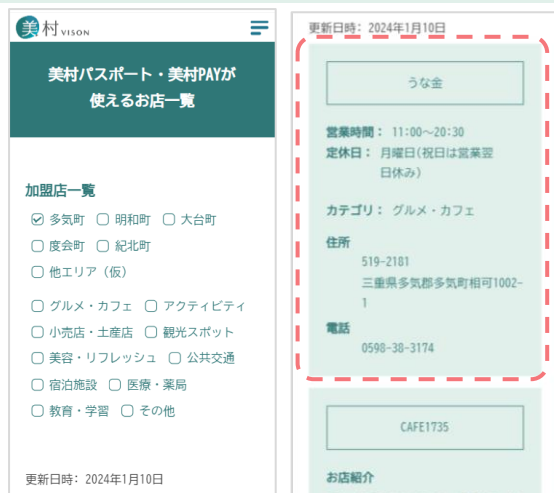 美村 VISON
美村パスポート・美村PAYが
使えるお店一覧
加盟店一覧
多気町 明和町 大台町
度会町 紀北町
他エリア（仮）
グルメ・カフェ アクティビティ
小売店・土産店 観光スポット
美容・リフレッシュ 公共交通
宿泊施設 医療・薬局
教育・学習 その他
更新日時: 2024年1月10日
更新日時: 2024年1月10日
うな金
営業時間： 11:00～20:30
定休日： 月曜日(祝日は営業翌
日休み)
カテゴリ： グルメ・カフェ
住所
519-2181
三重県多気郡多気町相可1002-
1
電話
0598-38-3174
CAFE1735
お店紹介